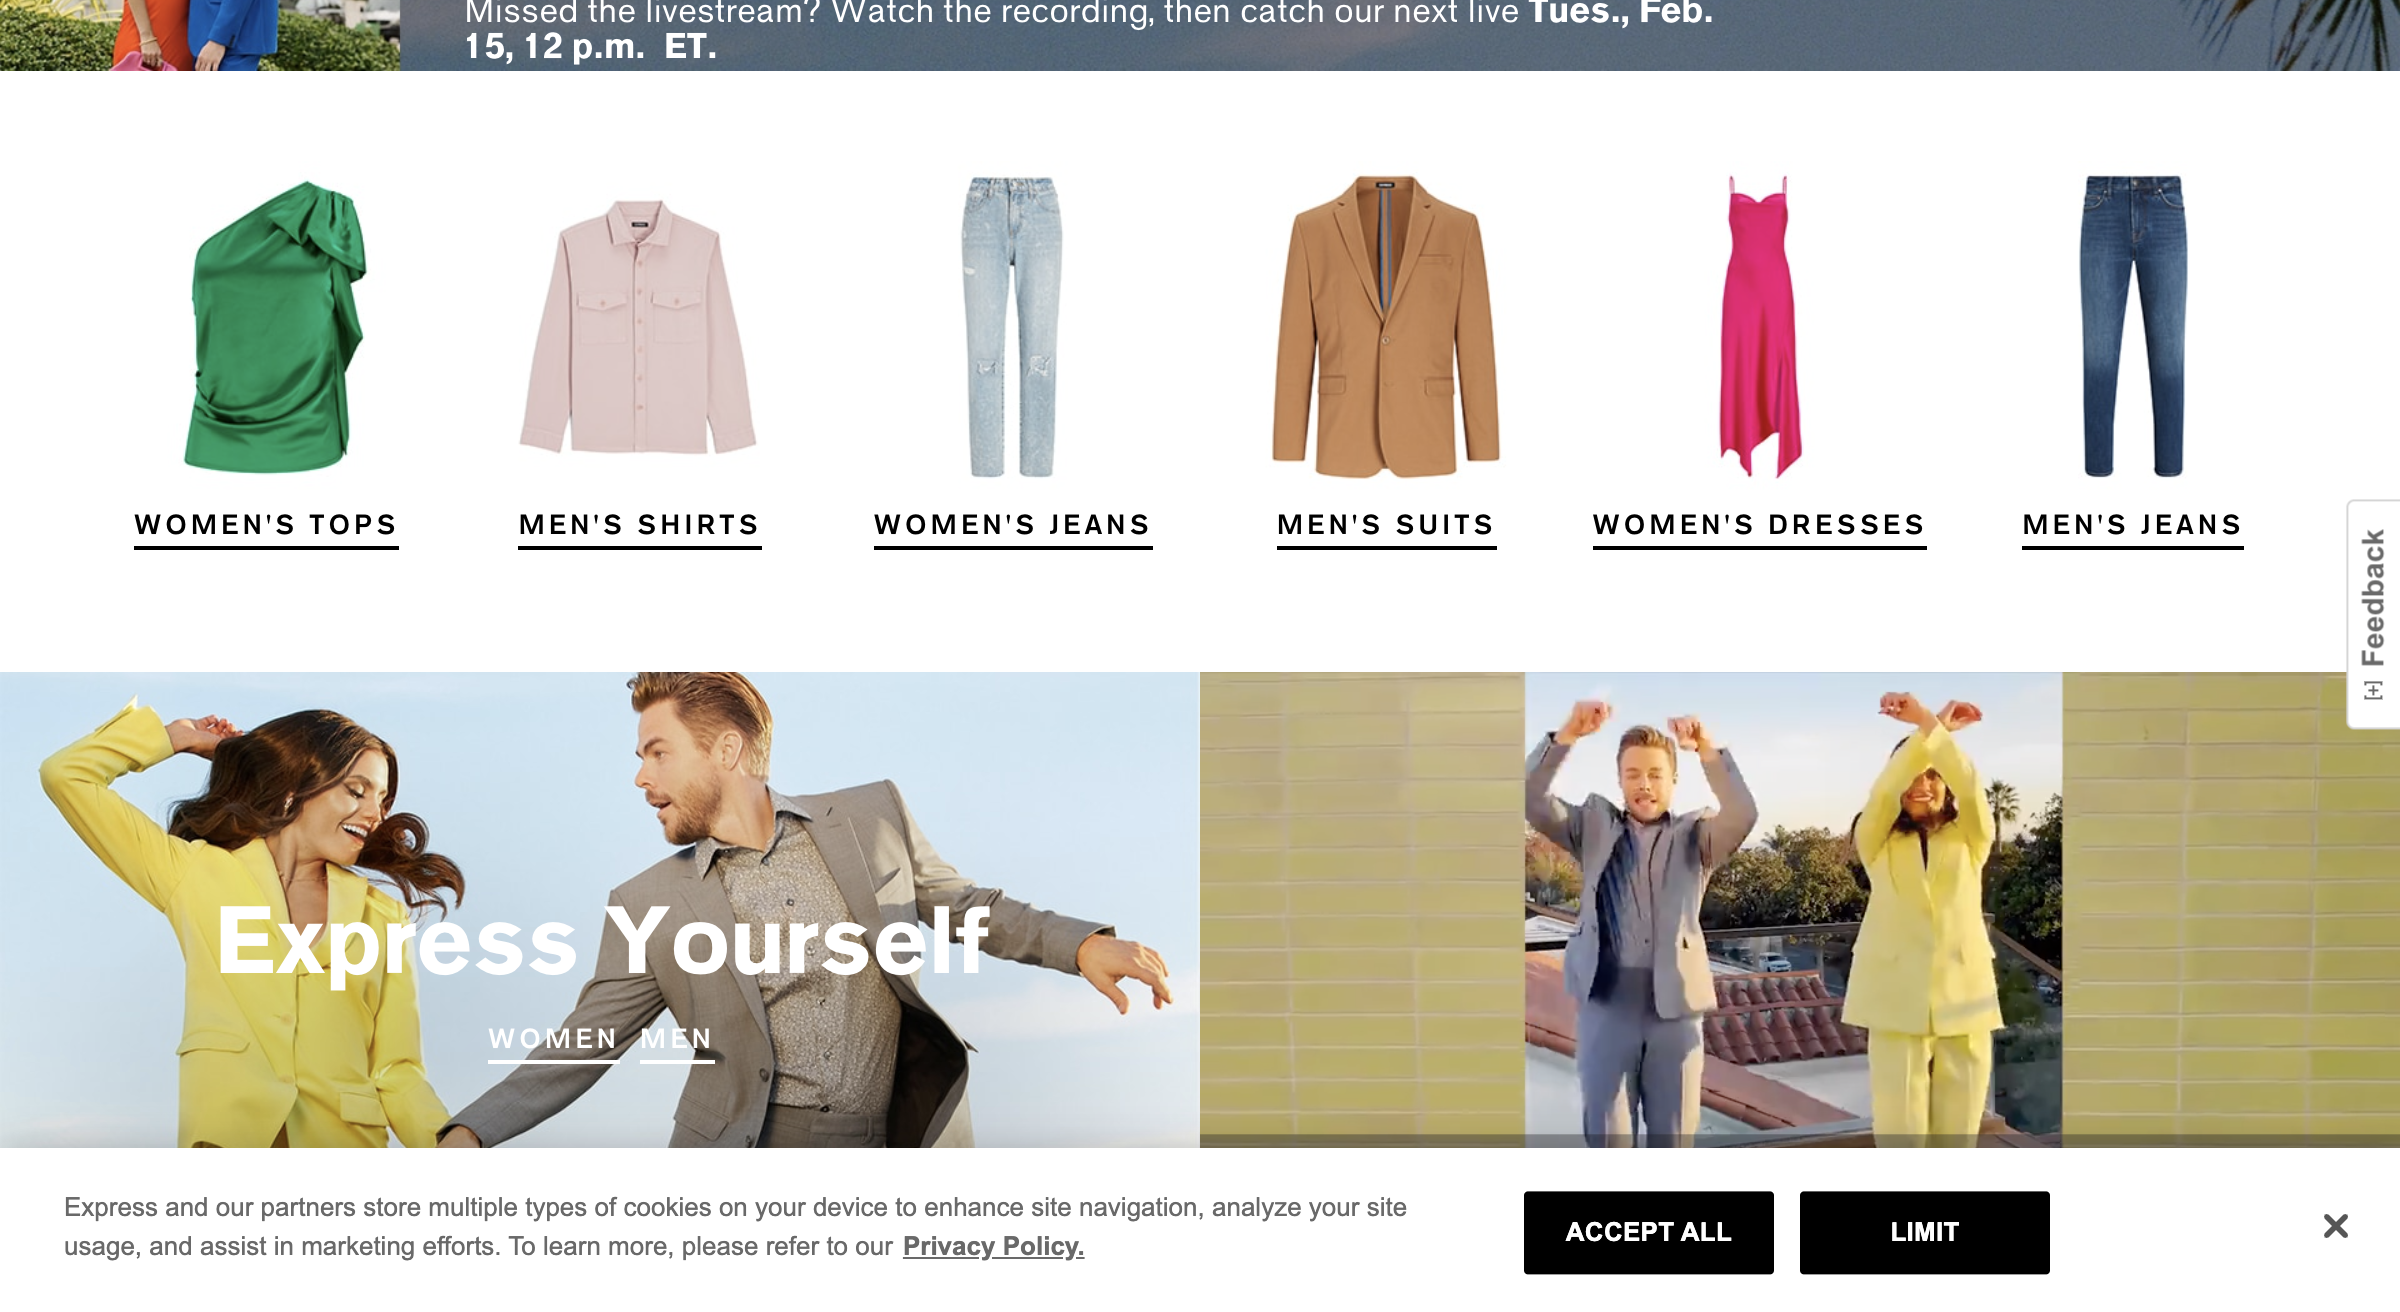 Missed the livestream? Watch the recording, then catch our next live Tues., Feb.
15, 12 p.m. ET.
WOMEN'S TOPS
MEN'S SHIRTS
WOMEN'S JEANS
MEN'S SUITS
WOMEN'S DRESSES
MEN'S JEANS
[+] Feedback
Express Yourself
WOMEN MEN
Express and our partners store multiple types of cookies on your device to enhance site navigation, analyze your site
usage, and assist in marketing efforts. To learn more, please refer to our Privacy Policy.
ACCEPT ALL
LIMIT